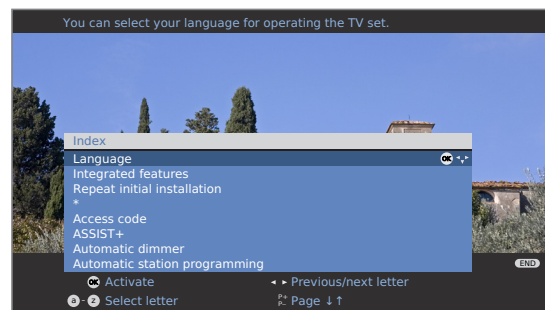 You can select your language for operating the TV set.
Index
Language OK
Integrated features
Repeat initial installation
*
Access code
ASSIST+
Automatic dimmer
Automatic station programming
END
OK Activate ◂ ▸ Previous/next letter
a - z Select letter P+ P– Page ↓↑